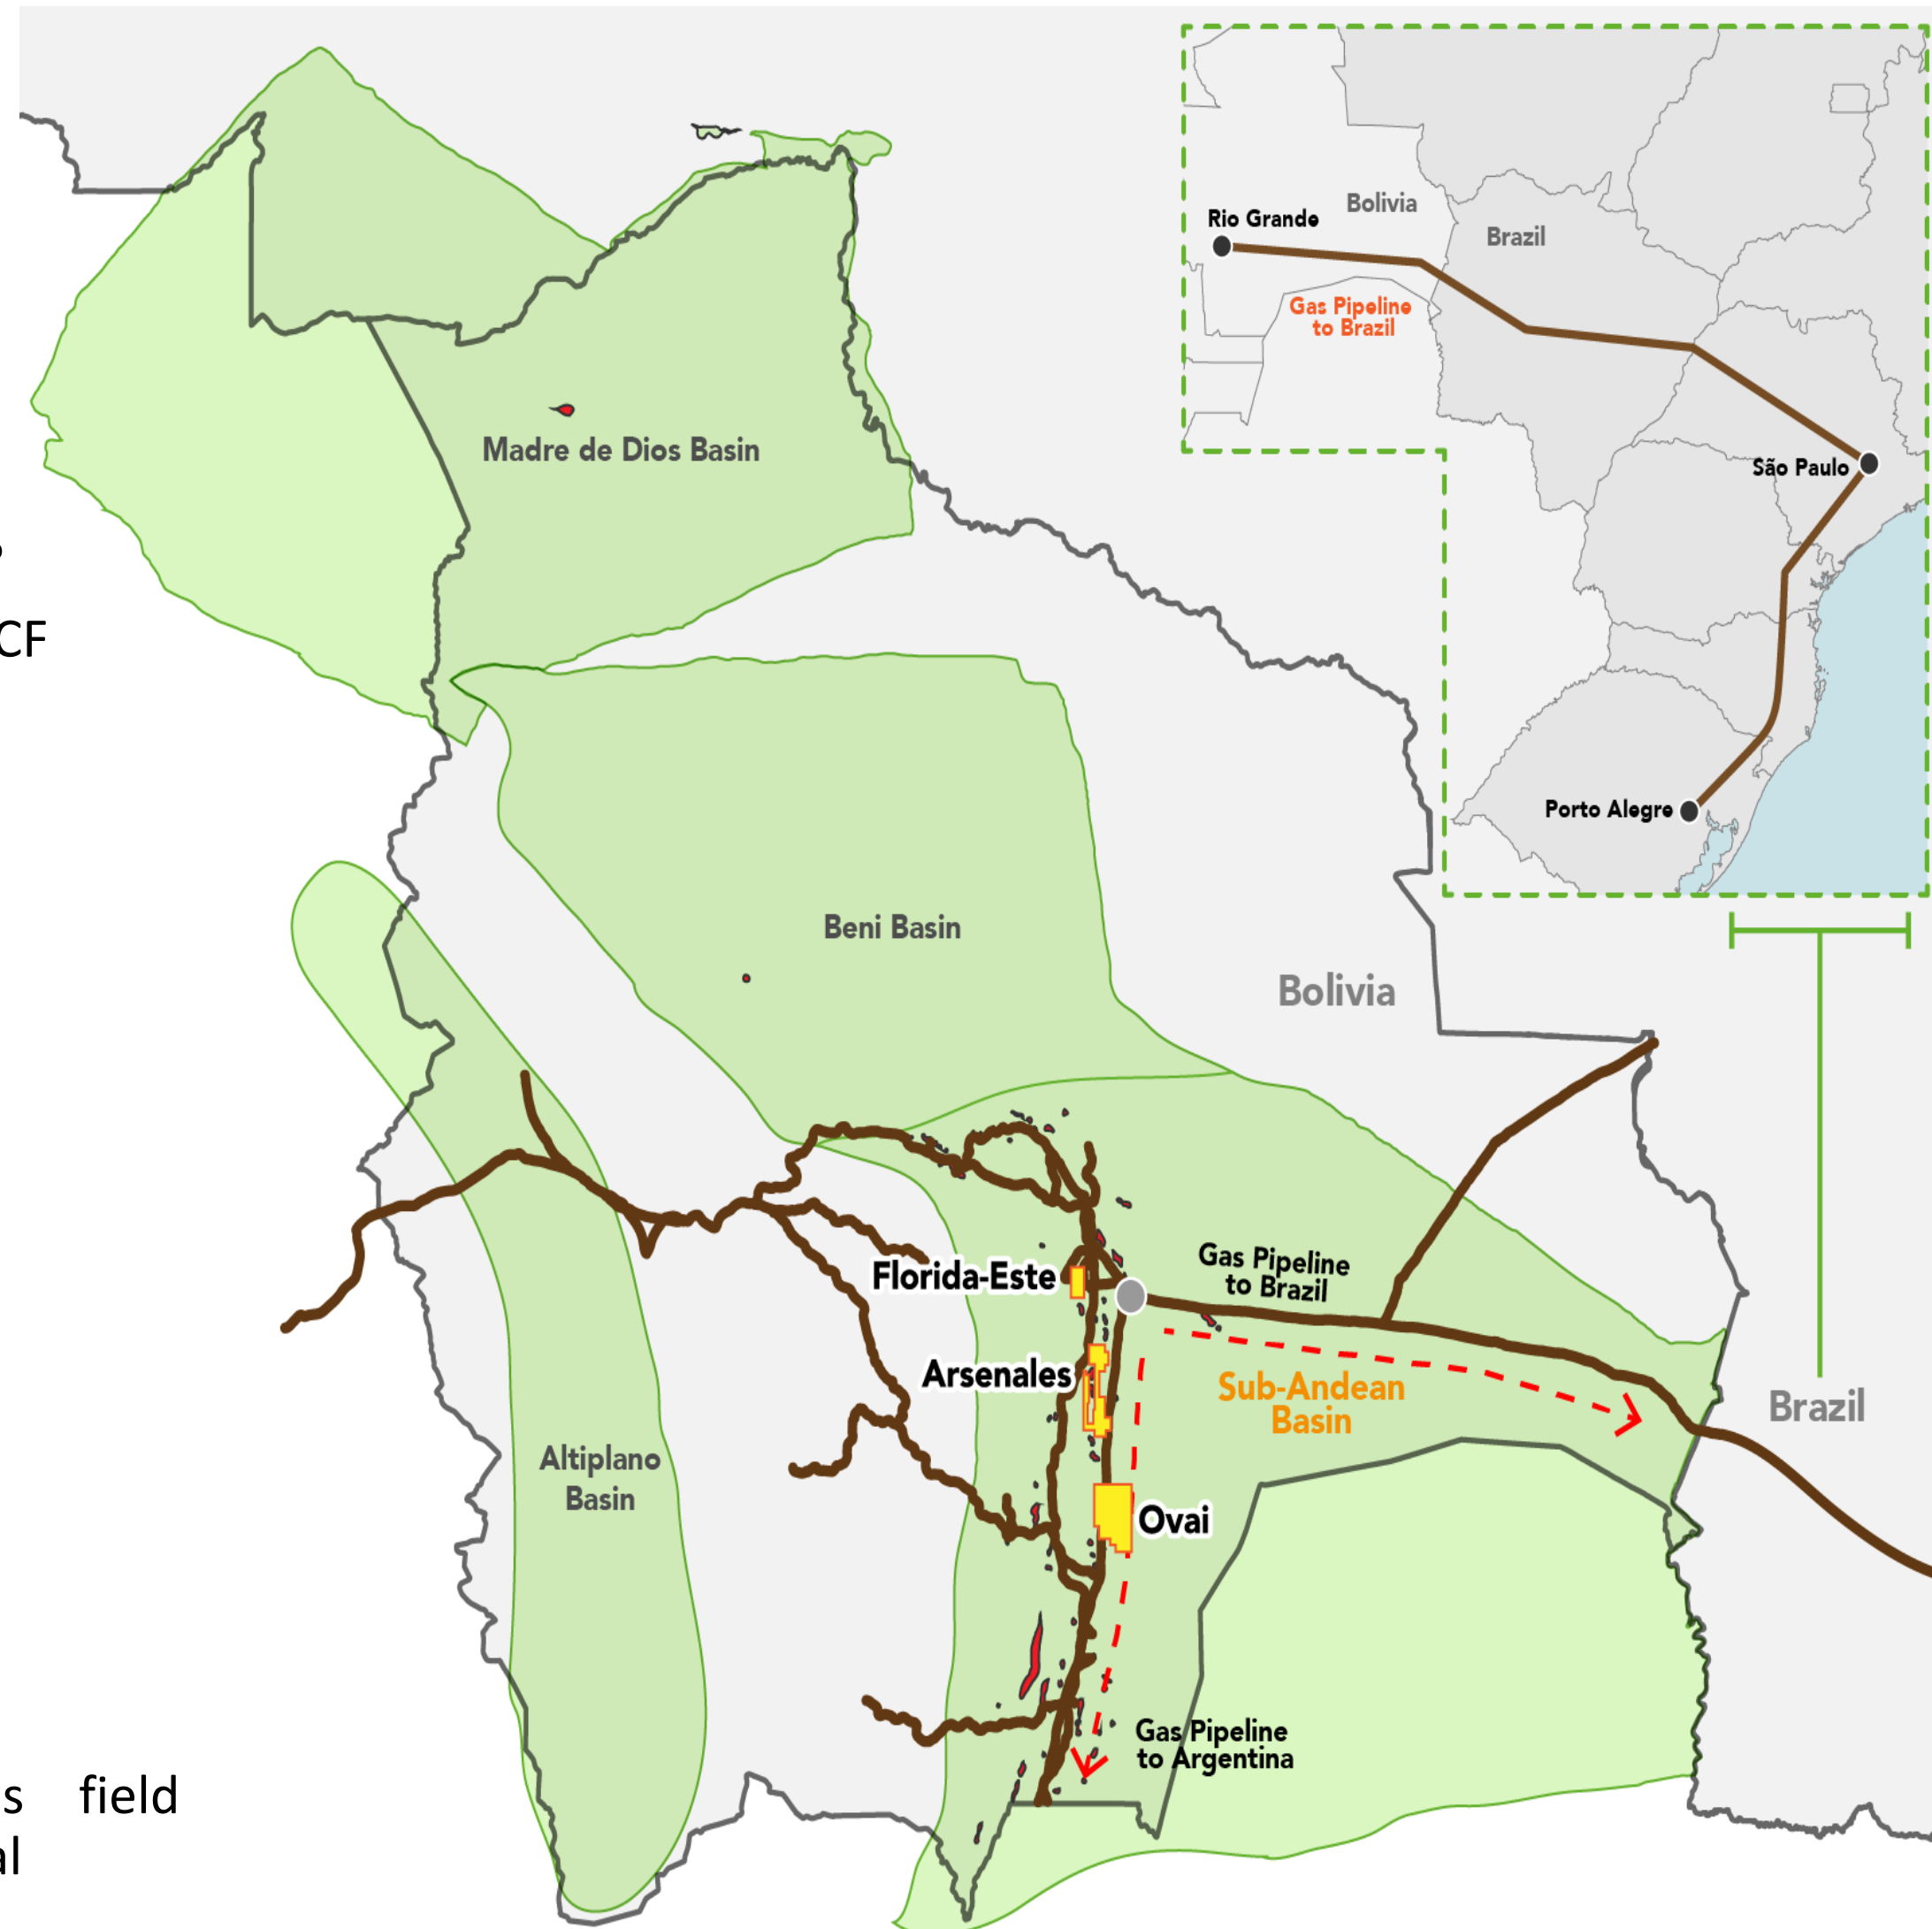 Rio Grande
Bolivia
Brazil
Gas Pipeline
to Brazil
São Paulo
Porto Alegre
Madre de Dios Basin
CF
Beni Basin
Bolivia
Florida-Este
Gas Pipeline
to Brazil
Arsenales
Sub-Andean
Basin
Brazil
Altiplano
Basin
Ovai
Gas Pipeline
to Argentina
s field
al